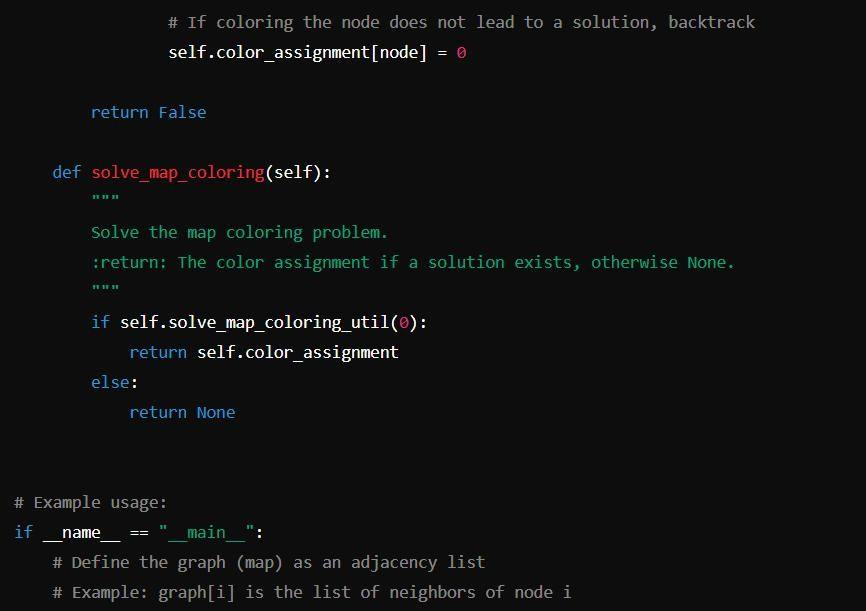 # If coloring the node does not lead to a solution, backtrack
self.color_assignment[node] = 0
return False
def solve_map_coloring(self):
"""
Solve the map coloring problem.
:return: The color assignment if a solution exists, otherwise None.
"""
if self.solve_map_coloring_util(0):
return self.color_assignment
else:
return None
# Example usage:
if __name__ == "__main__":
# Define the graph (map) as an adjacency list
# Example: graph[i] is the list of neighbors of node i